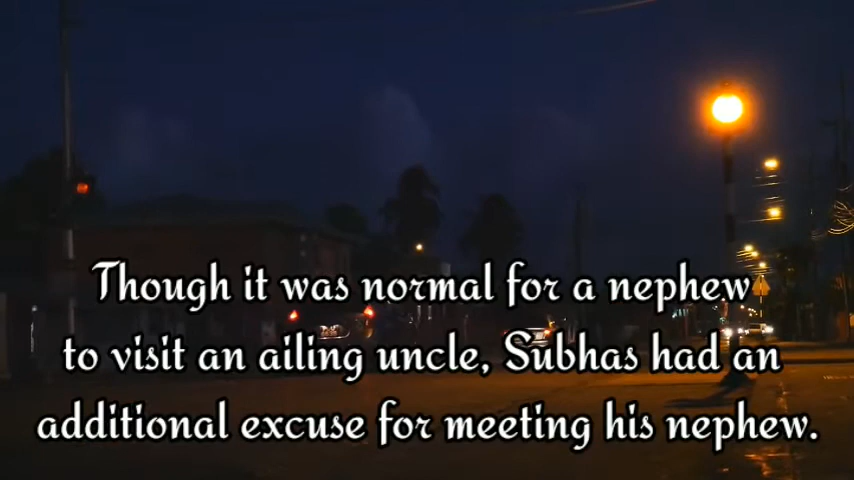 Though it was normal for a nephew
to visit an ailing uncle, Subhas had an
additional excuse for meeting his nephew.